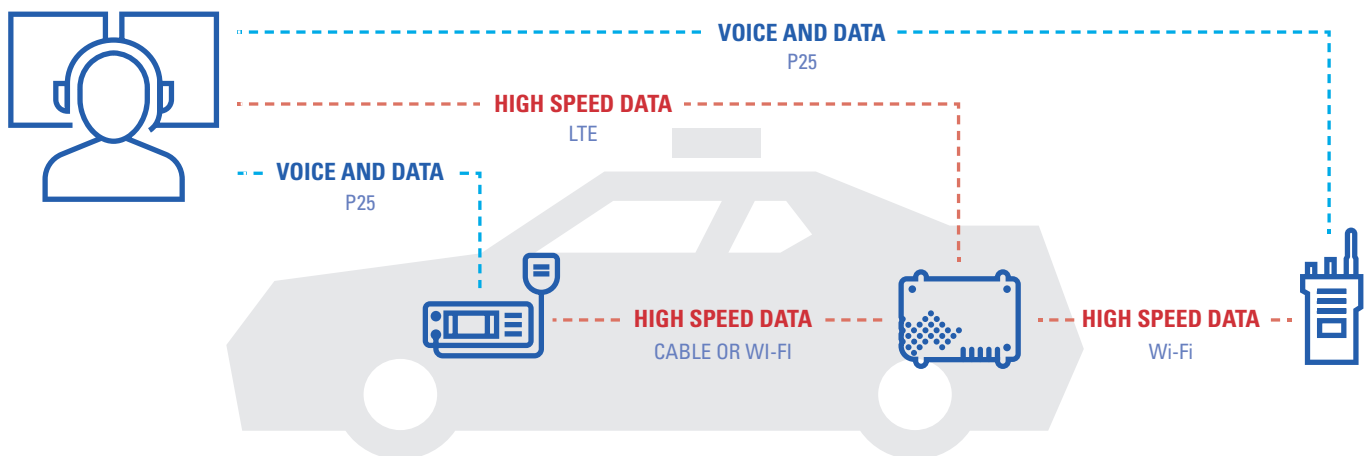 VOICE AND DATA
P25
HIGH SPEED DATA
LTE
VOICE AND DATA
P25
HIGH SPEED DATA
CABLE OR WI-FI
HIGH SPEED DATA
Wi-Fi